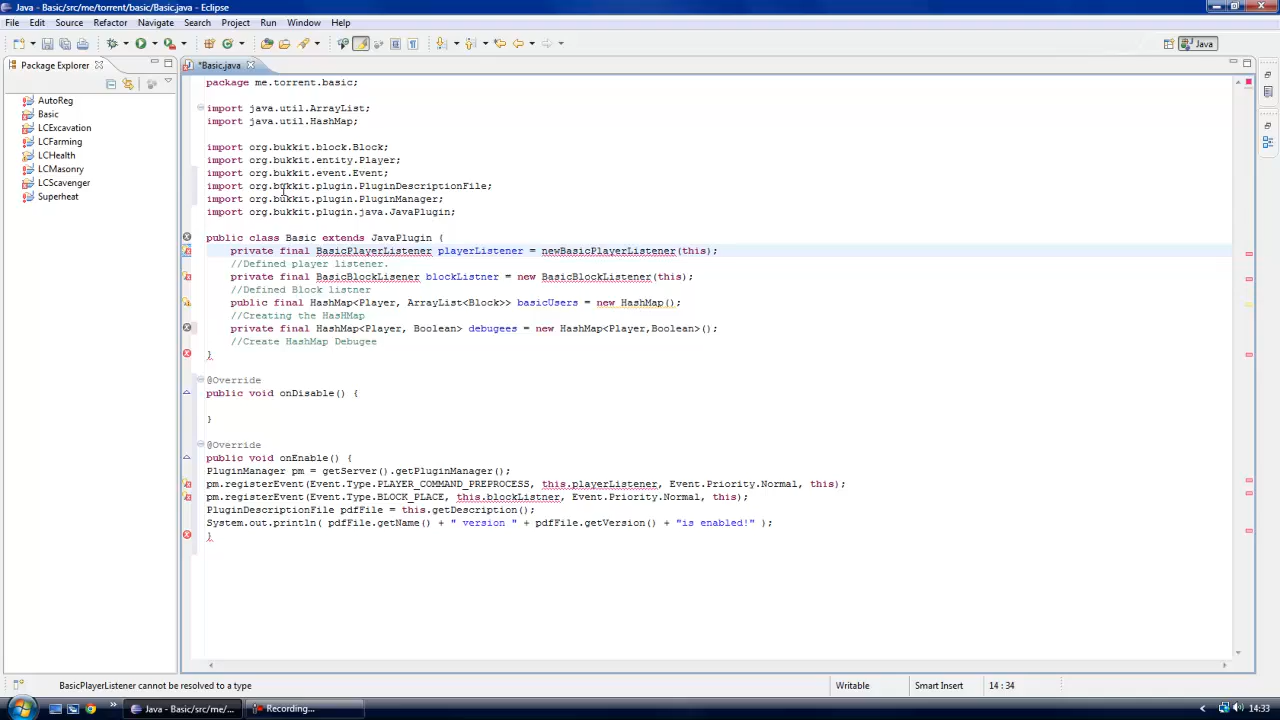 Java - Basic/src/me/torrent/basic/Basic.java - Eclipse
File Edit Source Refactor Navigate Search Project Run Window Help
Java
Package Explorer
*Basic.java
AutoReg
Basic
LCExcavation
LCFarming
LCHealth
LCMasonry
LCScavenger
Superheat
package me.torrent.basic;
import java.util.ArrayList;
import java.util.HashMap;
import org.bukkit.block.Block;
import org.bukkit.entity.Player;
import org.bukkit.event.Event;
import org.bukkit.plugin.PluginDescriptionFile;
import org.bukkit.plugin.PluginManager;
import org.bukkit.plugin.java.JavaPlugin;
public class Basic extends JavaPlugin {
private final BasicPlayerListener playerListener = newBasicPlayerListener(this);
//Defined player listener.
private final BasicBlockLisener blockListner = new BasicBlockListener(this);
//Defined Block listner
public final HashMap<Player, ArrayList<Block>> basicUsers = new HashMap();
//Creating the HasHMap
private final HashMap<Player, Boolean> debugees = new HashMap<Player,Boolean>();
//Create HashMap Debugee
}
@Override
public void onDisable() {
}
@Override
public void onEnable() {
PluginManager pm = getServer().getPluginManager();
pm.registerEvent(Event.Type.PLAYER_COMMAND_PREPROCESS, this.playerListener, Event.Priority.Normal, this);
pm.registerEvent(Event.Type.BLOCK_PLACE, this.blockListner, Event.Priority.Normal, this);
PluginDescriptionFile pdfFile = this.getDescription();
System.out.println( pdfFile.getName() + " version " + pdfFile.getVersion() + "is enabled!" );
}
BasicPlayerListener cannot be resolved to a type
Writable
Smart Insert
14 : 34
Java - Basic/src/me/...
Recording...
14:33